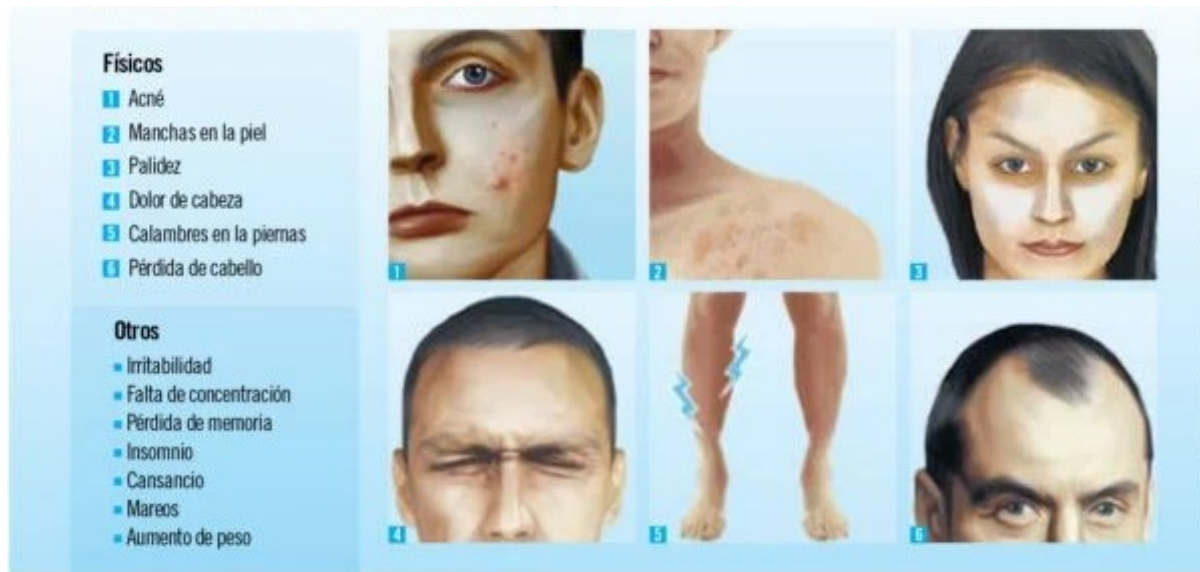 Físicos
1 Acné
2 Manchas en la piel
3 Palidez
4 Dolor de cabeza
5 Calambres en la piernas
6 Pérdida de cabello
Otros
Irritabilidad
Falta de concentración
Pérdida de memoria
Insomnio
Cansancio
Mareos
Aumento de peso
1
2
3
4
5
6